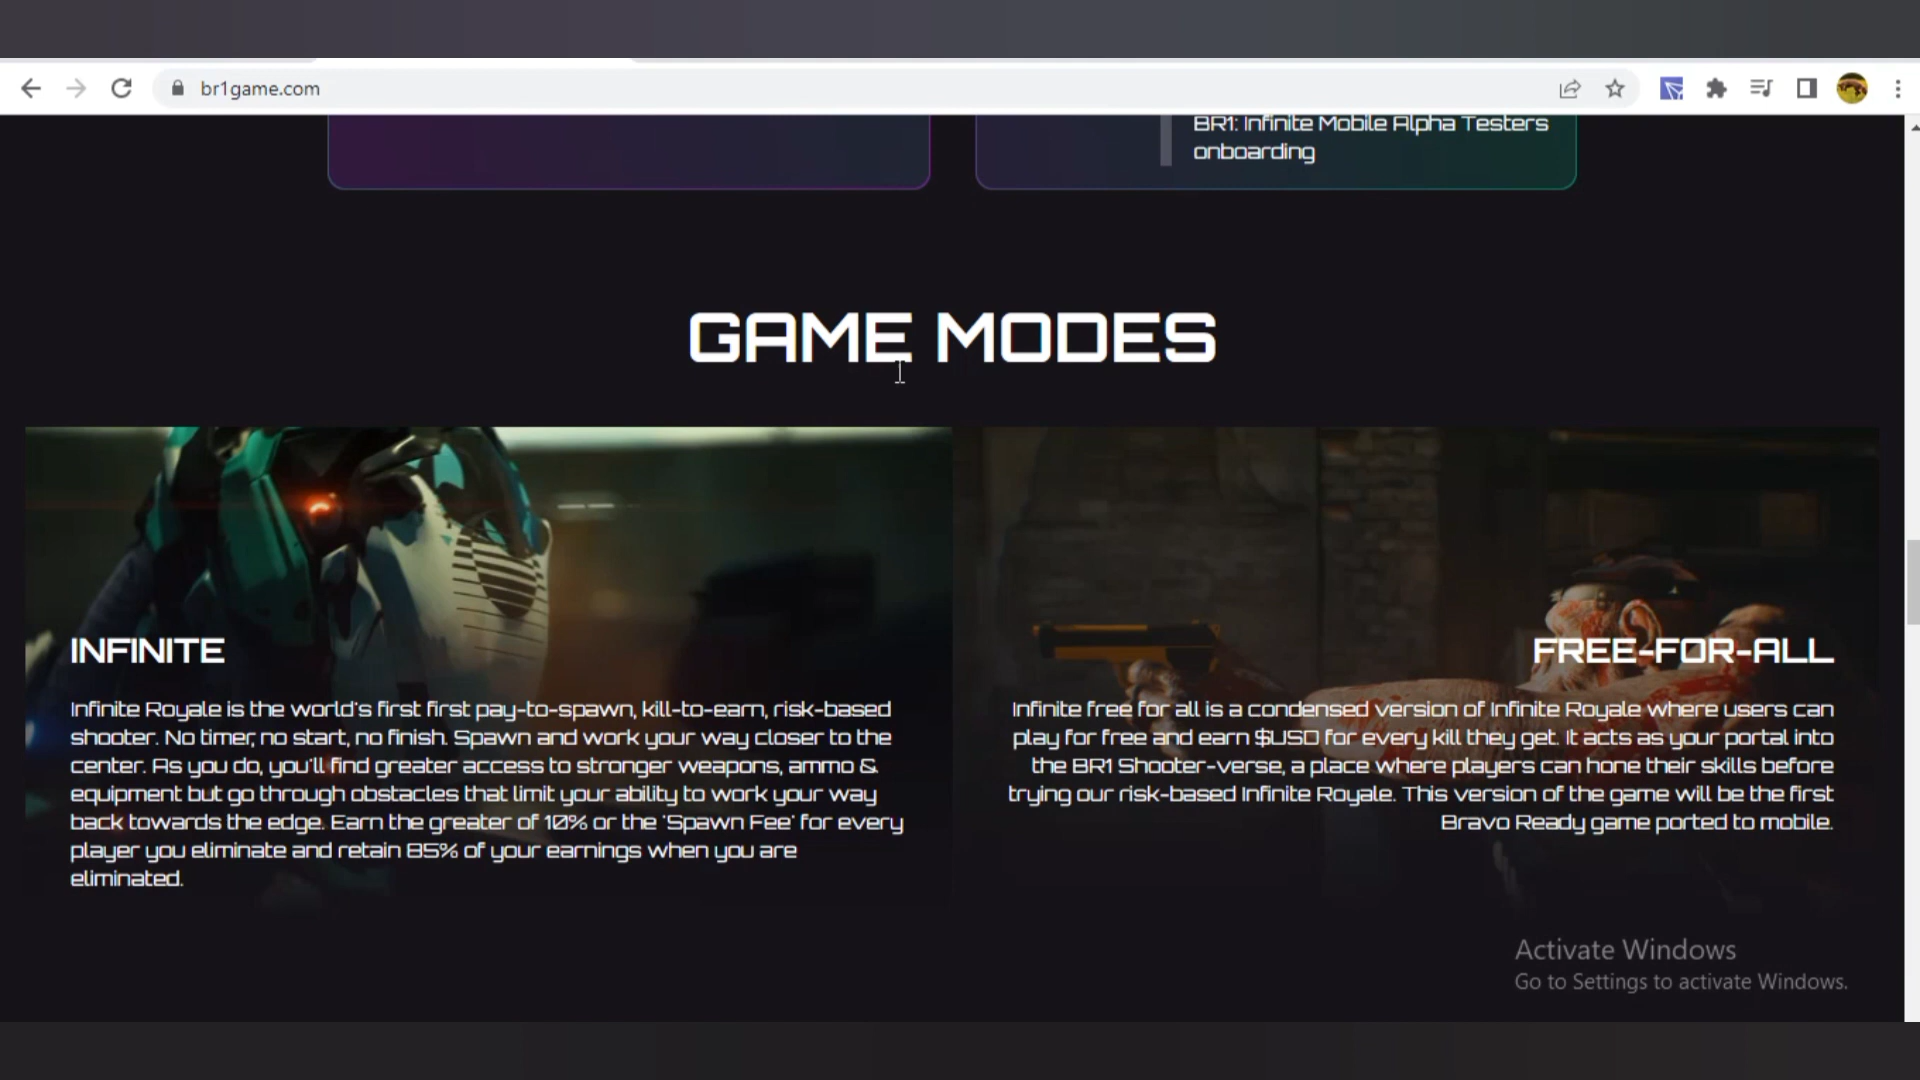 br1game.com
BR1: Infinite Mobile Alpha Testers
onboarding
GAME MODES
INFINITE
Infinite Royale is the world's first first pay-to-spawn, kill-to-earn, risk-based
shooter. No timer, no start, no finish. Spawn and work your way closer to the
center. As you do, you'll find greater access to stronger weapons, ammo &
equipment but go through obstacles that limit your ability to work your way
back towards the edge. Earn the greater of 10% or the 'Spawn Fee' for every
player you eliminate and retain 85% of your earnings when you are
eliminated.
FREE-FOR-ALL
Infinite free for all is a condensed version of Infinite Royale where users can
play for free and earn $USD for every kill they get. It acts as your portal into
the BR1 Shooter-verse, a place where players can hone their skills before
trying our risk-based Infinite Royale. This version of the game will be the first
Bravo Ready game ported to mobile.
Activate Windows
Go to Settings to activate Windows.